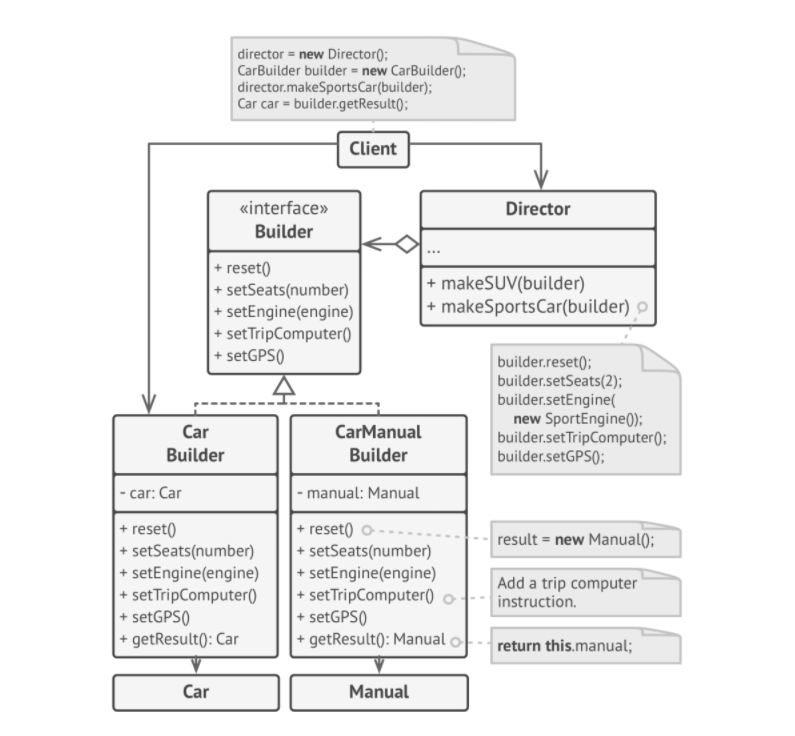 director = new Director();
CarBuilder builder = new CarBuilder();
director.makeSportsCar(builder);
Car car = builder.getResult();
Client
«interface»
Builder
+ reset()
+ setSeats(number)
+ setEngine(engine)
+ setTripComputer()
+ setGPS()
Director
...
+ makeSUV(builder)
+ makeSportsCar(builder)
builder.reset();
builder.setSeats(2);
builder.setEngine(
new SportEngine());
builder.setTripComputer();
builder.setGPS();
Car
Builder
- car: Car
+ reset()
+ setSeats(number)
+ setEngine(engine)
+ setTripComputer()
+ setGPS()
+ getResult(): Car
CarManual
Builder
- manual: Manual
+ reset()
+ setSeats(number)
+ setEngine(engine)
+ setTripComputer()
+ setGPS()
+ getResult(): Manual
result = new Manual();
Add a trip computer
instruction.
return this.manual;
Car
Manual